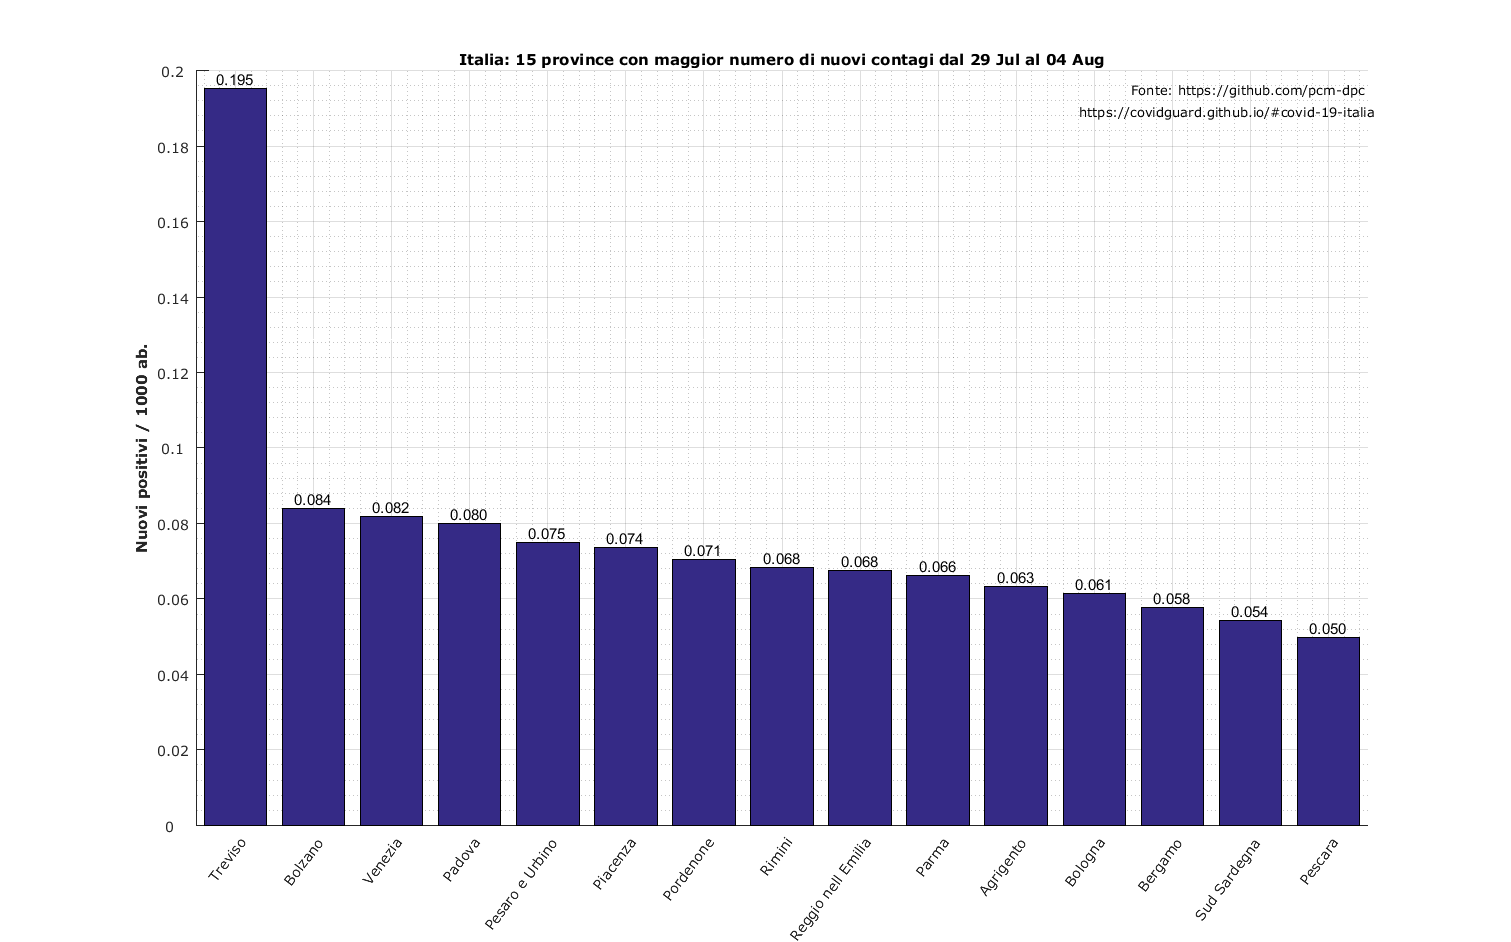 Italia: 15 province con maggior numero di nuovi contagi dal 29 Jul al 04 Aug
Fonte: https://github.com/pcm-dpc
https://covidguard.github.io/#covid-19-italia
Nuovi positivi / 1000 ab.
0.2
0.18
0.16
0.14
0.12
0.1
0.08
0.06
0.04
0.02
0
0.195
0.084
0.082
0.080
0.075
0.074
0.071
0.068
0.068
0.066
0.063
0.061
0.058
0.054
0.050
Treviso
Bolzano
Venezia
Padova
Pesaro e Urbino
Piacenza
Pordenone
Rimini
Reggio nell Emilia
Parma
Agrigento
Bologna
Bergamo
Sud Sardegna
Pescara